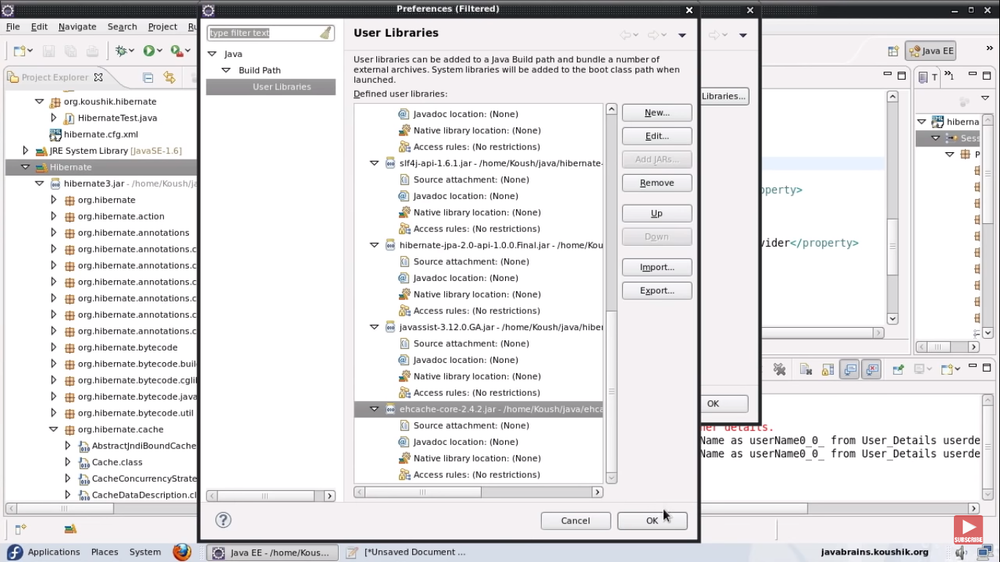 Preferences (Filtered)
File Edit Navigate Search Project
Java EE
Project Explorer
org.koushik.hibernate
HibernateTest.java
hibernate.cfg.xml
JRE System Library [JavaSE-1.6]
Hibernate
hibernate3.jar - /home/Koush/ja
org.hibernate
org.hibernate.action
org.hibernate.annotations
org.hibernate.annotations.c
org.hibernate.annotations.c
org.hibernate.annotations.c
org.hibernate.annotations.c
org.hibernate.annotations.c
org.hibernate.annotations.c
org.hibernate.bytecode
org.hibernate.bytecode.buil
org.hibernate.bytecode.cgli
org.hibernate.bytecode.java
org.hibernate.bytecode.util
org.hibernate.cache
AbstractJndiBoundCache
Cache.class
CacheConcurrencyStrate
CacheDataDescription.cl
type filter text
Java
Build Path
User Libraries
User Libraries
User libraries can be added to a Java Build path and bundle a number of
external archives. System libraries will be added to the boot class path when
launched.
Defined user libraries:
Javadoc location: (None)
Native library location: (None)
Access rules: (No restrictions)
slf4j-api-1.6.1.jar - /home/Koush/java/hibernate-
Source attachment: (None)
Javadoc location: (None)
Native library location: (None)
Access rules: (No restrictions)
hibernate-jpa-2.0-api-1.0.0.Final.jar - /home/Kou
Source attachment: (None)
Javadoc location: (None)
Native library location: (None)
Access rules: (No restrictions)
javassist-3.12.0.GA.jar - /home/Koush/java/hiber
Source attachment: (None)
Javadoc location: (None)
Native library location: (None)
Access rules: (No restrictions)
ehcache-core-2.4.2.jar - /home/Koush/java/ehca
Source attachment: (None)
Javadoc location: (None)
Native library location: (None)
Access rules: (No restrictions)
New...
Edit...
Add JARs...
Remove
Up
Down
Import...
Export...
Cancel
OK
Libraries...
OK
operty>
vider</property>
T
»1
hiberna
Sess
P
her details.
Name as userName0_0_ from User_Details userde
Name as userName0_0_ from User_Details userde
SUBSCRIBE
Applications Places System
Java EE - /home/Kous...
[*Unsaved Document ...
javabrains.koushik.org